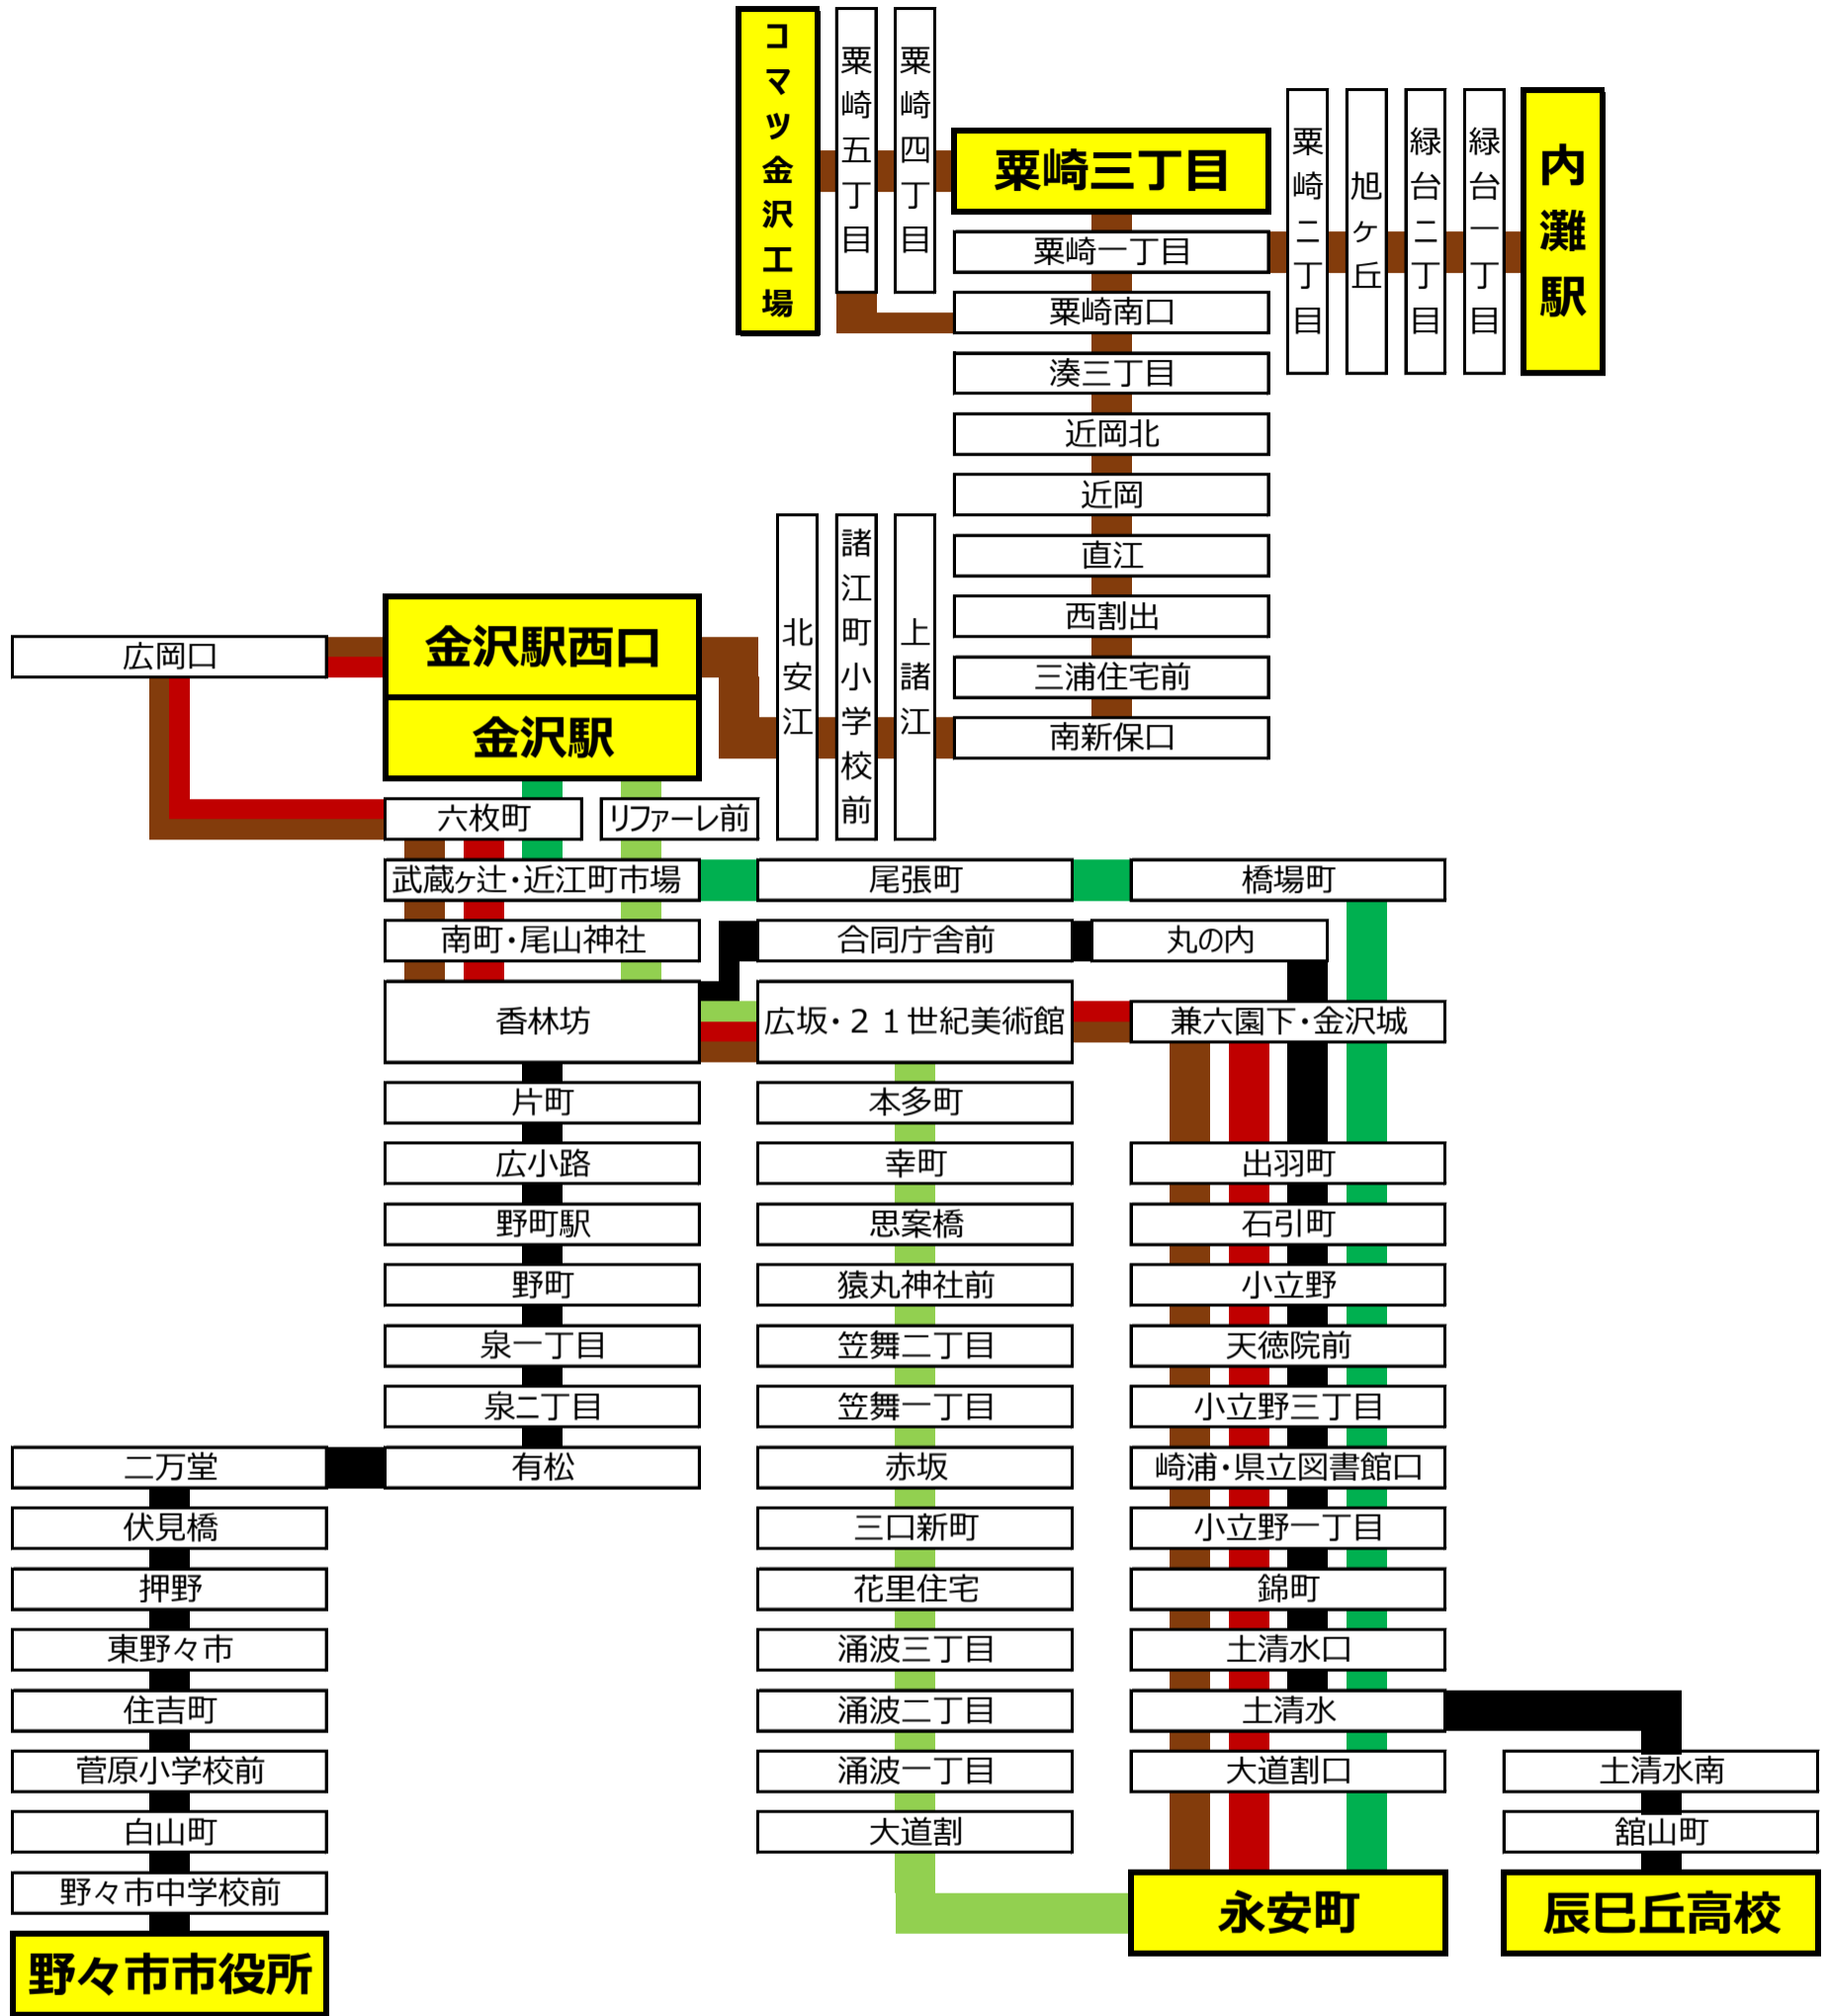 コマツ金沢工場
粟崎五丁目
粟崎四丁目
粟崎三丁目
粟崎二丁目
旭ヶ丘
緑台二丁目
緑台一丁目
内灘駅
粟崎一丁目
粟崎南口
湊三丁目
近岡北
近岡
直江
西割出
三浦住宅前
南新保口
上諸江
諸江町小学校前
北安江
金沢駅西口
金沢駅
広岡口
六枚町
リファーレ前
武蔵ヶ辻・近江町市場
尾張町
橋場町
南町・尾山神社
合同庁舎前
丸の内
香林坊
広坂・21世紀美術館
兼六園下・金沢城
片町
広小路
野町駅
野町
泉一丁目
泉二丁目
有松
二万堂
伏見橋
押野
東野々市
住吉町
菅原小学校前
白山町
野々市中学校前
野々市市役所
本多町
幸町
思案橋
猿丸神社前
笠舞二丁目
笠舞一丁目
赤坂
三口新町
花里住宅
涌波三丁目
涌波二丁目
涌波一丁目
大道割
出羽町
石引町
小立野
天徳院前
小立野三丁目
崎浦・県立図書館口
小立野一丁目
錦町
土清水口
土清水
大道割口
永安町
土清水南
舘山町
辰巳丘高校